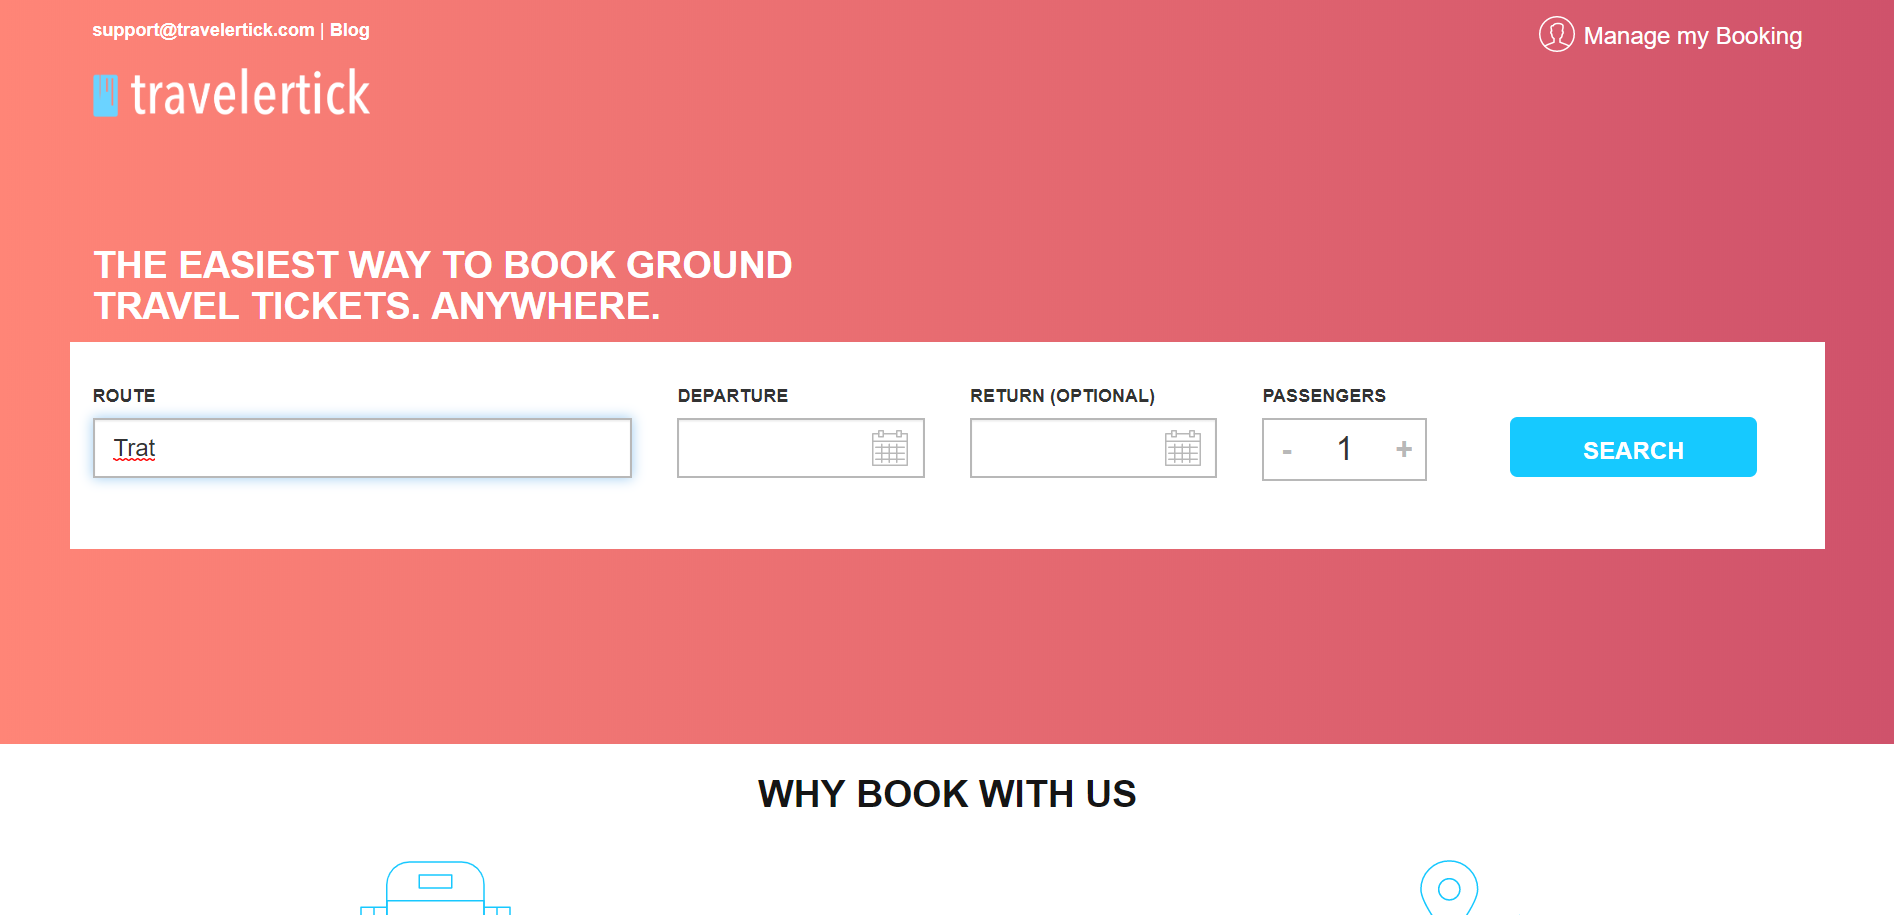 support@travelertick.com | Blog
Manage my Booking
travelertick
THE EASIEST WAY TO BOOK GROUND
TRAVEL TICKETS. ANYWHERE.
ROUTE
DEPARTURE
RETURN (OPTIONAL)
PASSENGERS
Trat
- 1 +
SEARCH
WHY BOOK WITH US